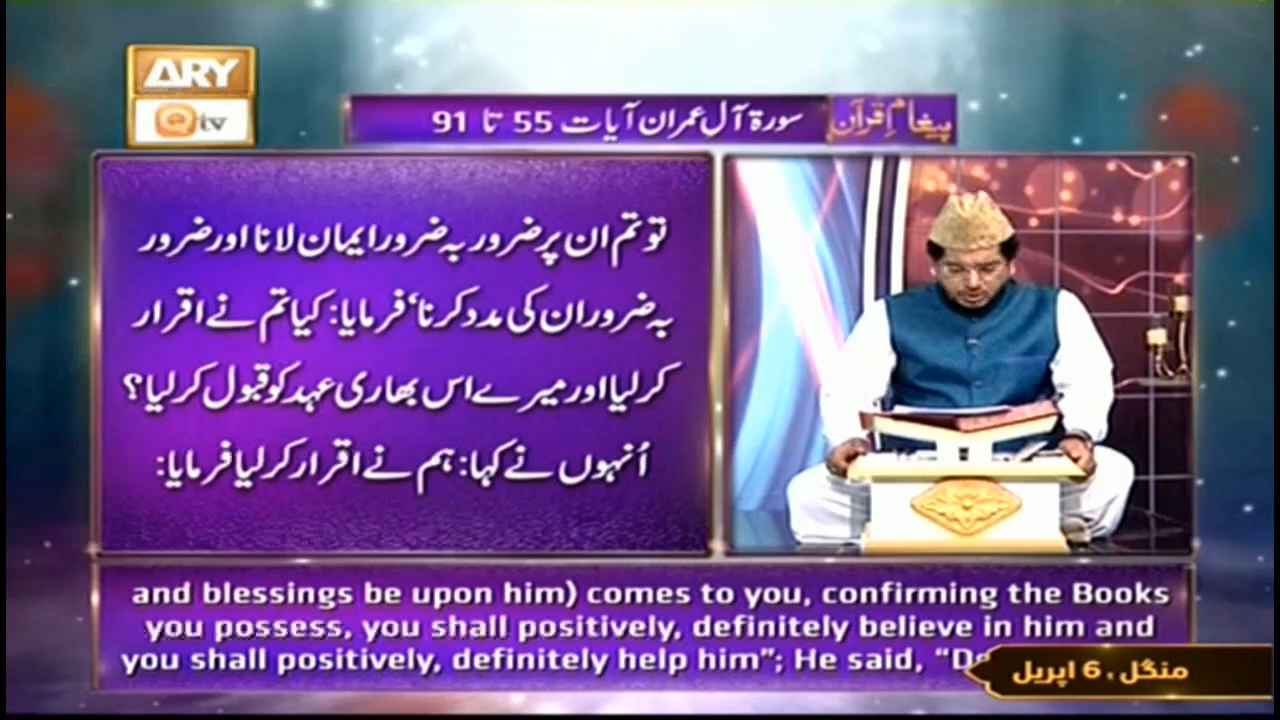 ARY
Qtv
پیغام قرآن سورۃ آل عمران آیات 55 تا 91
تو تم ان پر ضرور بہ ضرور ایمان لانا اور ضرور
بہ ضرور ان کی مدد کرنا‘ فرمایا: کیا تم نے اقرار
کر لیا اور میرے اس بھاری عہد کو قبول کر لیا؟
اُنہوں نے کہا: ہم نے اقرار کر لیا فرمایا:
and blessings be upon him) comes to you, confirming the Books
you possess, you shall positively, definitely believe in him and
you shall positively, definitely help him”; He said, “Do
منگل، 6 اپریل